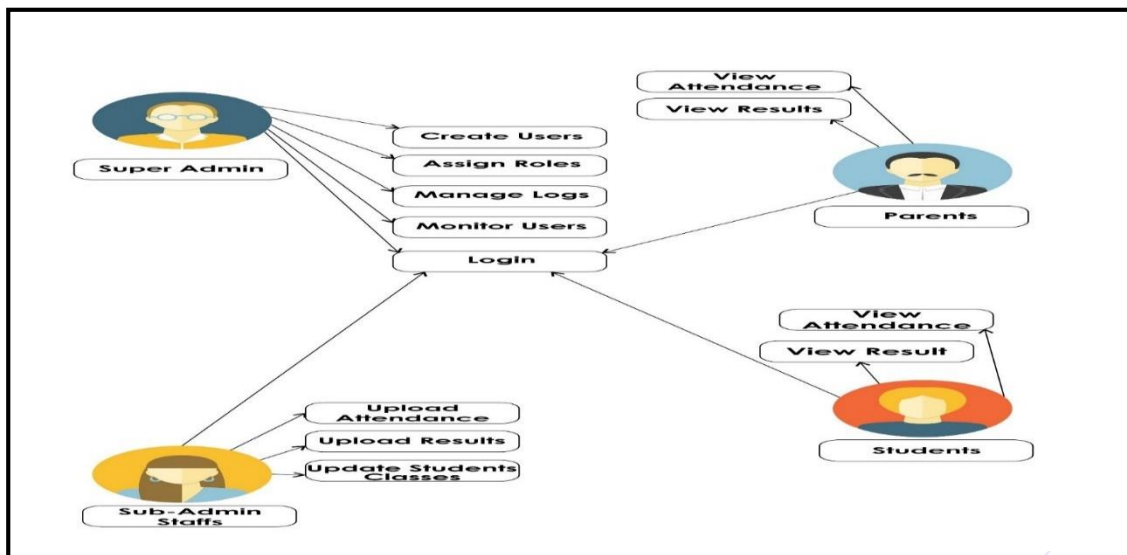 View
Attendance
View Results
Create Users
Assign Roles
Super Admin
Manage Logs
Parents
Monitor Users
Login
View
Attendance
View Result
Upload
Attendance
Upload Results
Students
Update Students
Classes
Sub-Admin
Staffs